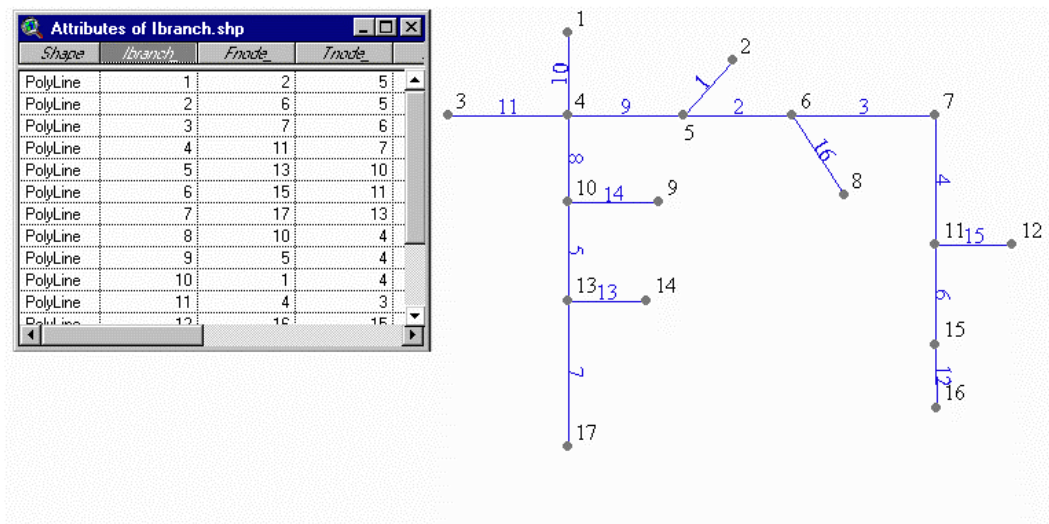 Attributes of lbranch.shp
Shape lbranch_ Fnode_ Tnode_
PolyLine 1 2 5
PolyLine 2 6 5
PolyLine 3 7 6
PolyLine 4 11 7
PolyLine 5 13 10
PolyLine 6 15 11
PolyLine 7 17 13
PolyLine 8 10 4
PolyLine 9 5 4
PolyLine 10 1 4
PolyLine 11 4 3
PolyLine 12 16 15
1
10
2
1
3 11 4 9 5 2 6 3 7
16
8
8
4
10 14 9
11 15 12
5
13 13 14
6
15
7
12
16
17